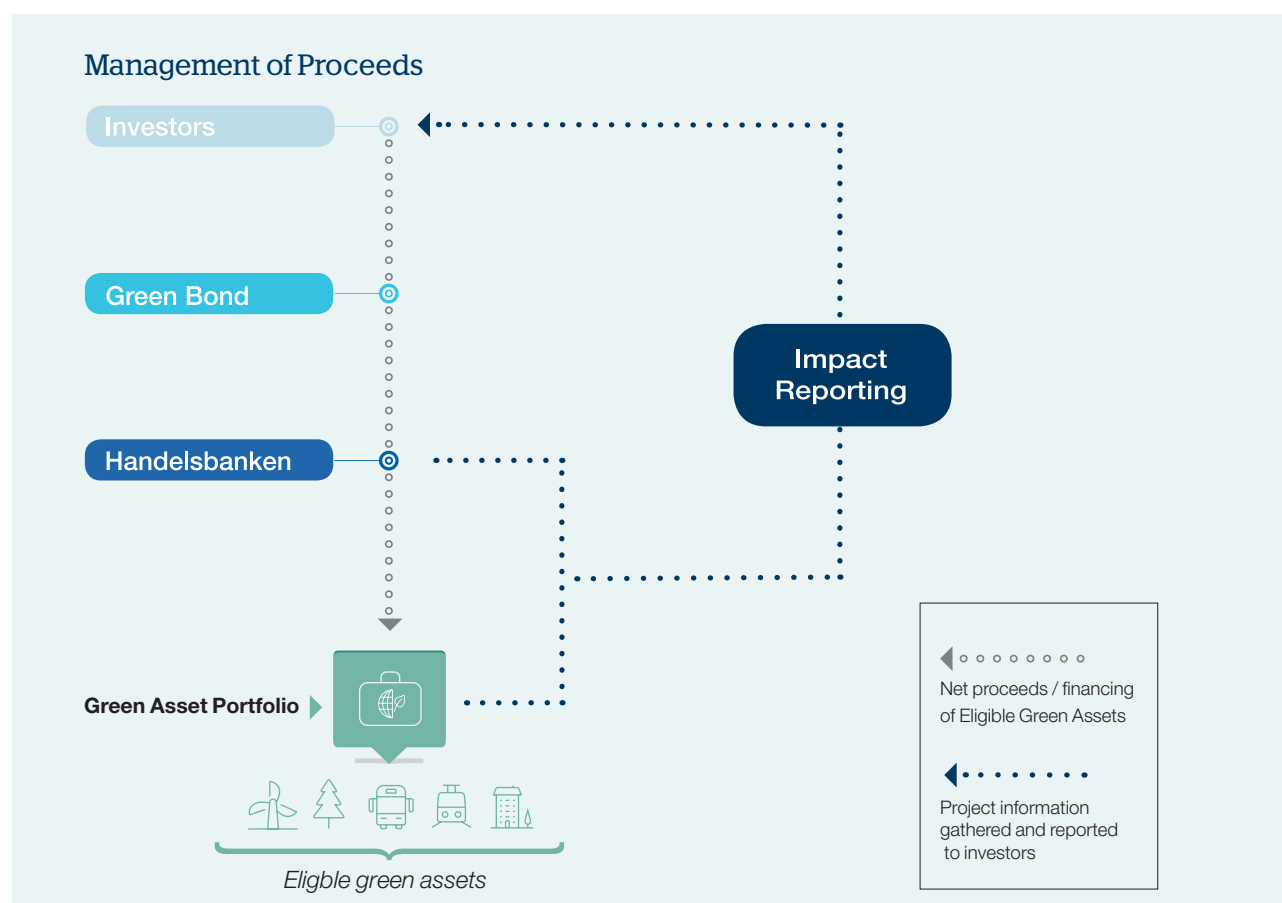 Management of Proceeds
Investors
Green Bond
Impact
Reporting
Handelsbanken
Green Asset Portfolio
Eligble green assets
Net proceeds / financing
of Eligible Green Assets
Project information
gathered and reported
to investors